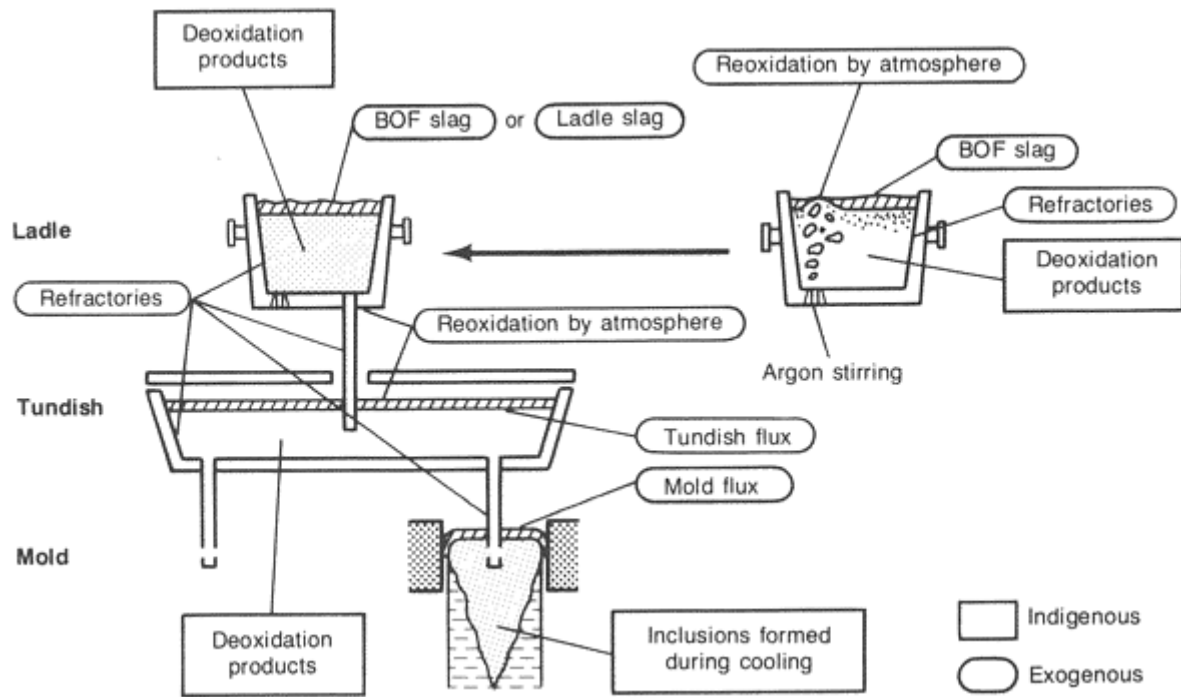 Deoxidation
products
Reoxidation by atmosphere
BOF slag or Ladle slag
BOF slag
Ladle
Refractories
Deoxidation
products
Refractories
Reoxidation by atmosphere
Argon stirring
Tundish
Tundish flux
Mold flux
Mold
Deoxidation
products
Inclusions formed
during cooling
Indigenous
Exogenous